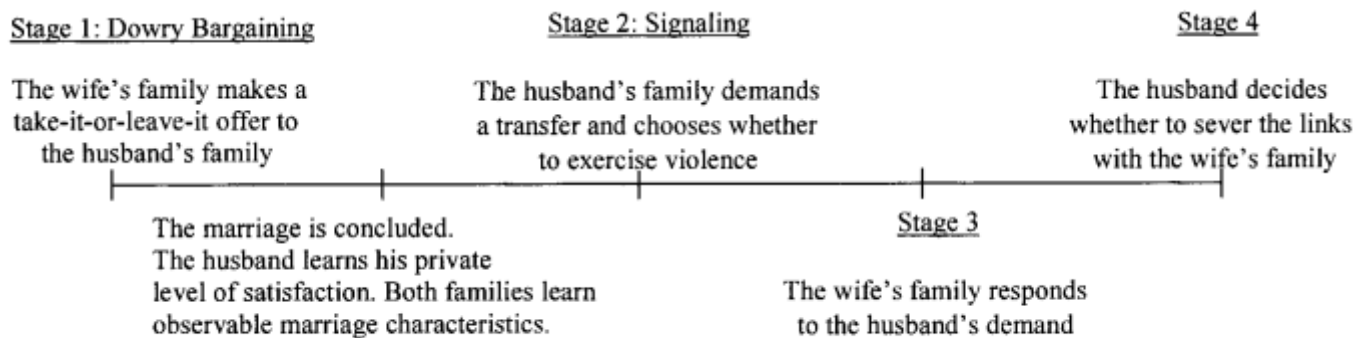 Stage 1: Dowry Bargaining
The wife's family makes a
take-it-or-leave-it offer to
the husband's family
The marriage is concluded.
The husband learns his private
level of satisfaction. Both families learn
observable marriage characteristics.
Stage 2: Signaling
The husband's family demands
a transfer and chooses whether
to exercise violence
Stage 3
The wife's family responds
to the husband's demand
Stage 4
The husband decides
whether to sever the links
with the wife's family